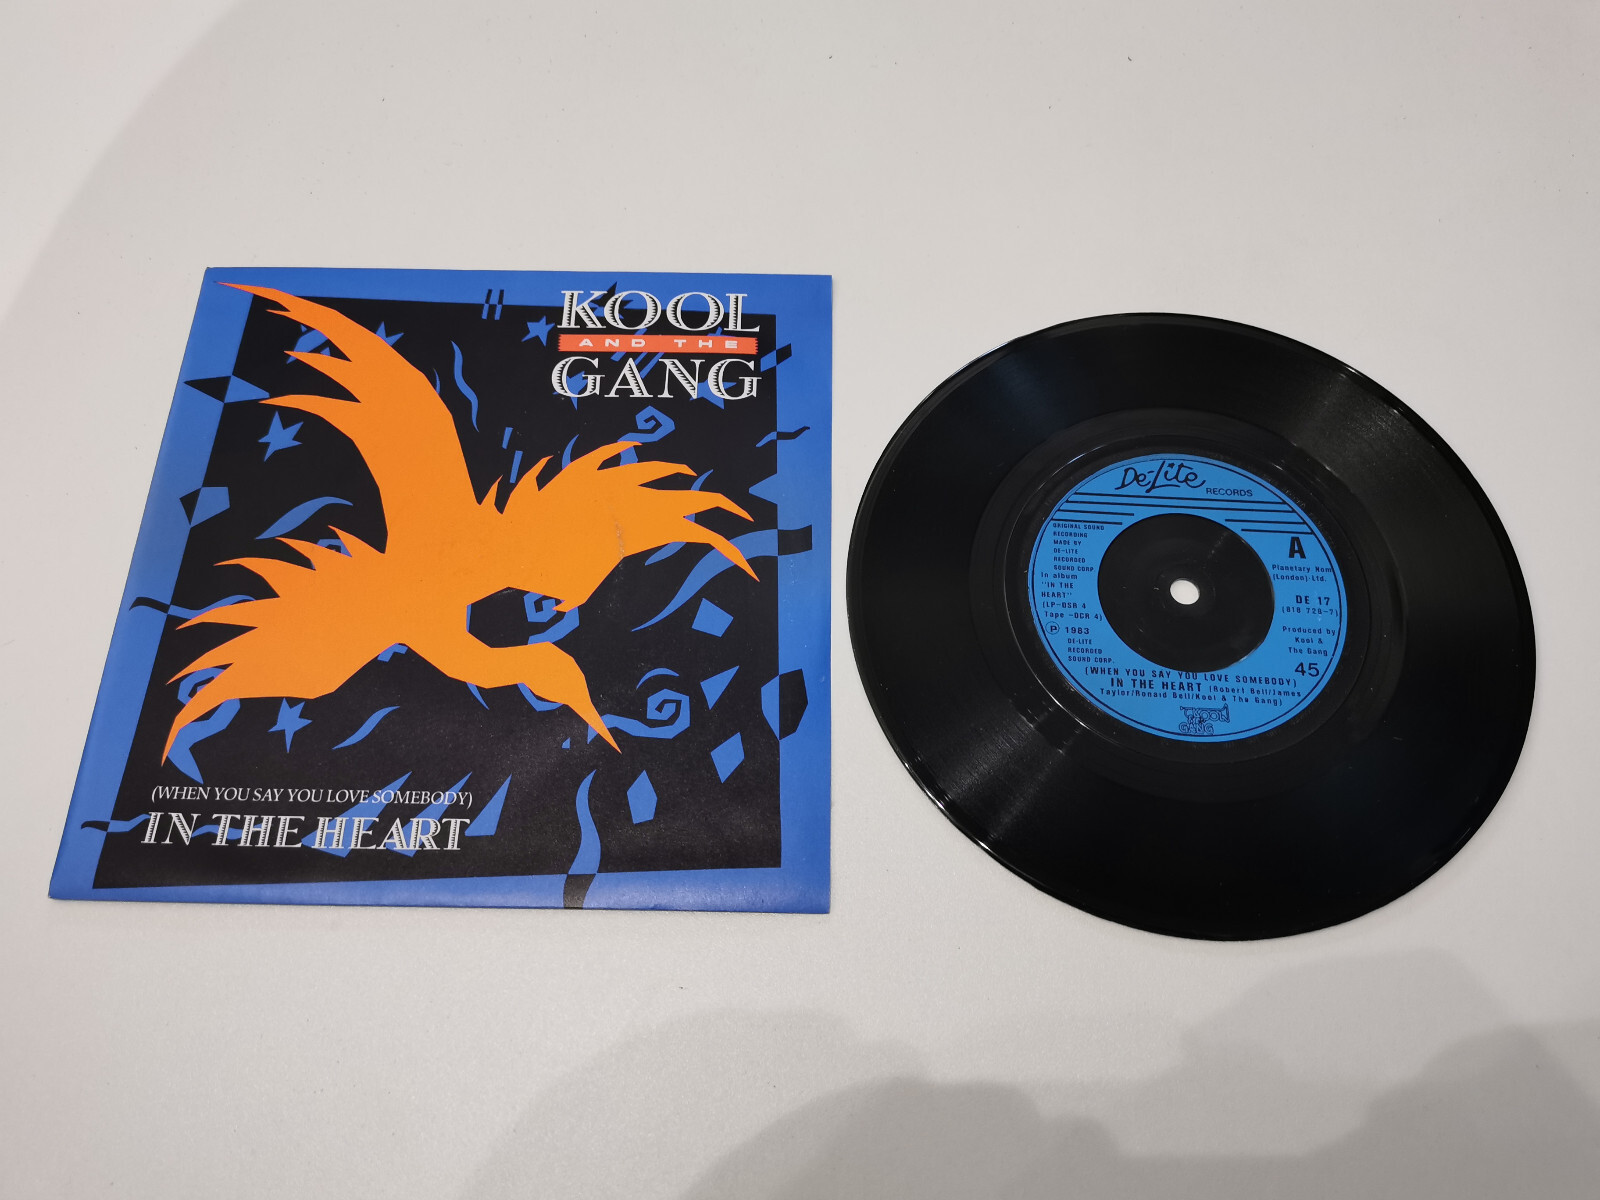 KOOL
AND THE
GANG
(WHEN YOU SAY YOU LOVE SOMEBODY)
IN THE HEART
De-Lite RECORDS
ORIGINAL SOUND
RECORDING
MADE BY
DE-LITE
RECORDED
SOUND CORP
In album
"IN THE
HEART"
(LP-DSR 4
Tape -DCR 4)
Ⓟ 1983
DE-LITE
RECORDED
SOUND CORP.
A
Planetary Nom
(London) Ltd.
DE 17
(818 729-7)
Produced by
Kool &
The Gang
45
(WHEN YOU SAY YOU LOVE SOMEBODY)
IN THE HEART (Robert Bell/James
Taylor/Ronald Bell/Kool & The Gang)
KOOL
GANG